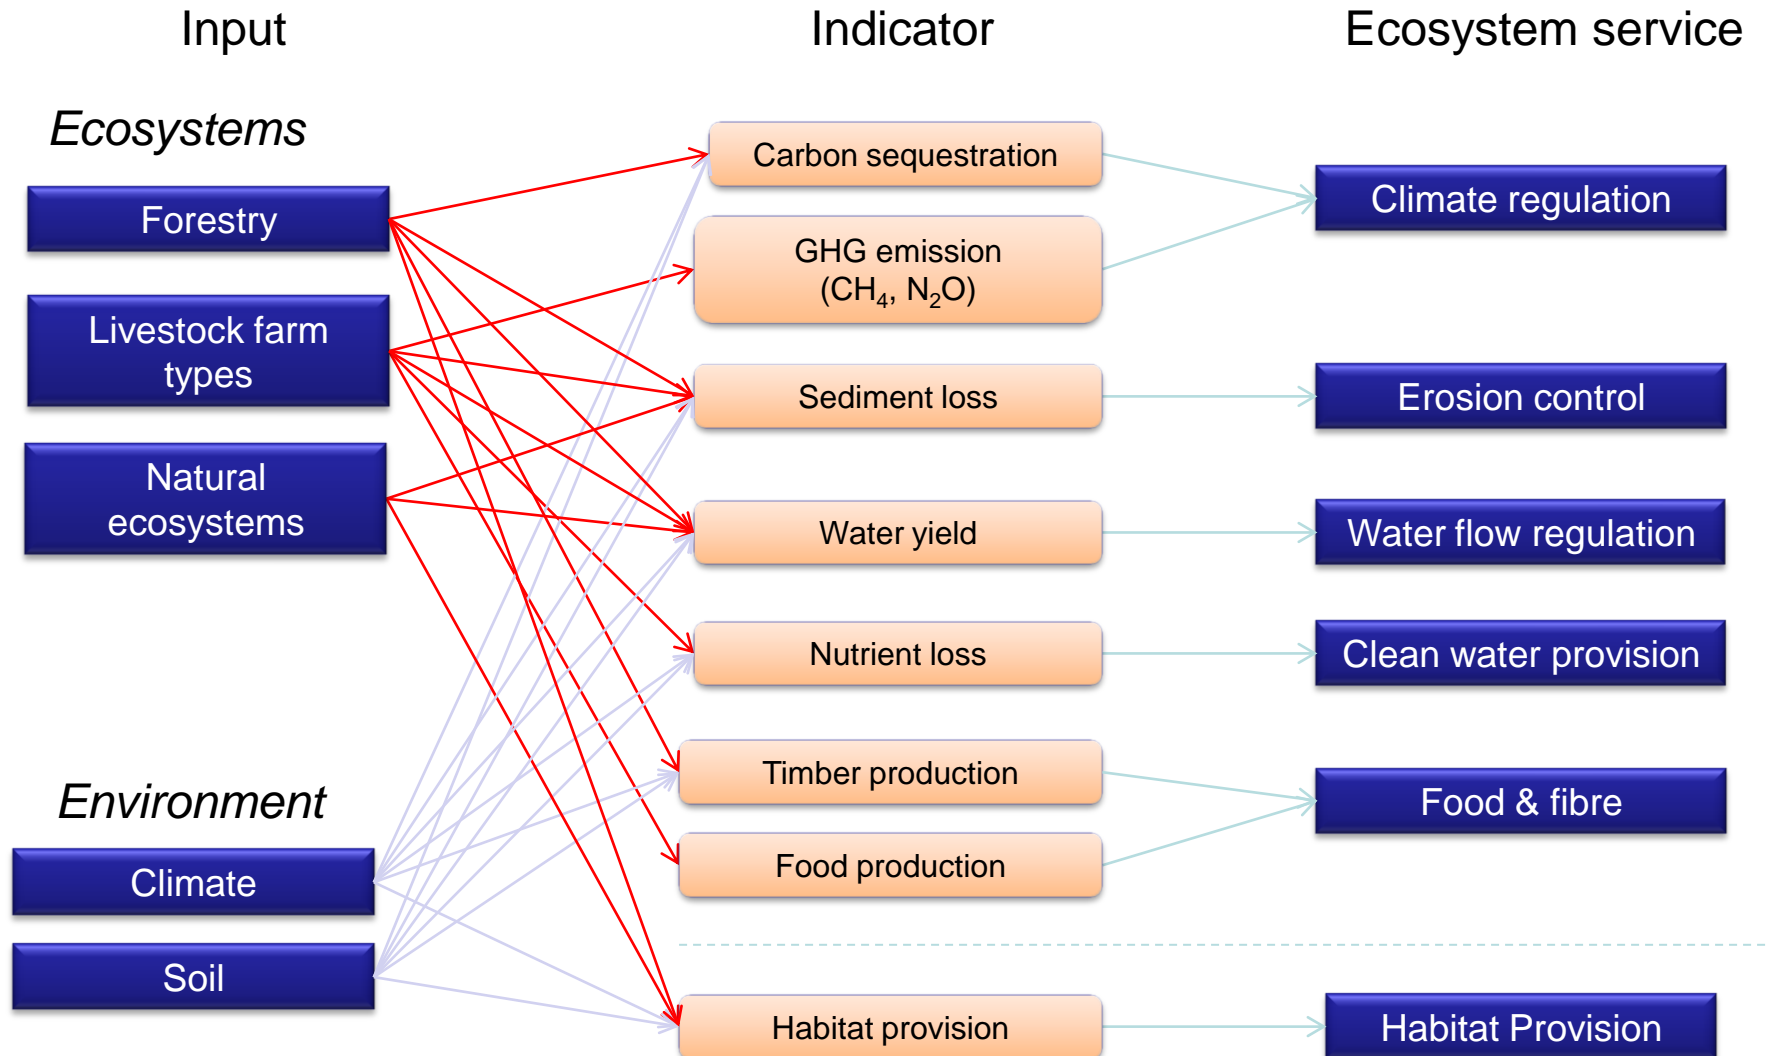 Input
Indicator
Ecosystem service
Ecosystems
Forestry
Livestock farm
types
Natural
ecosystems
Environment
Climate
Soil
Carbon sequestration
GHG emission
(CH₄, N₂O)
Sediment loss
Water yield
Nutrient loss
Timber production
Food production
Habitat provision
Climate regulation
Erosion control
Water flow regulation
Clean water provision
Food & fibre
Habitat Provision